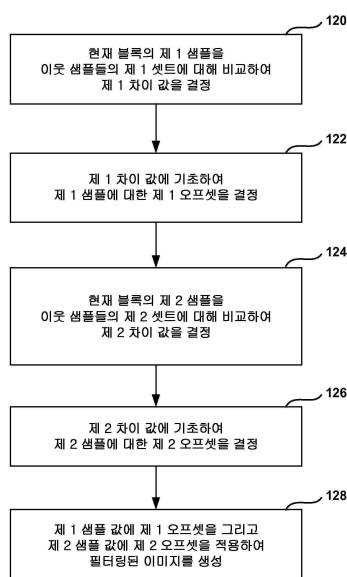 120
현재 블록의 제 1 샘플을
이웃 샘플들의 제 1 셋트에 대해 비교하여
제 1 차이 값을 결정
122
제 1 차이 값에 기초하여
제 1 샘플에 대한 제 1 오프셋을 결정
124
현재 블록의 제 2 샘플을
이웃 샘플들의 제 2 셋트에 대해 비교하여
제 2 차이 값을 결정
126
제 2 차이 값에 기초하여
제 2 샘플에 대한 제 2 오프셋을 결정
128
제 1 샘플 값에 제 1 오프셋을 그리고
제 2 샘플 값에 제 2 오프셋을 적용하여
필터링된 이미지를 생성